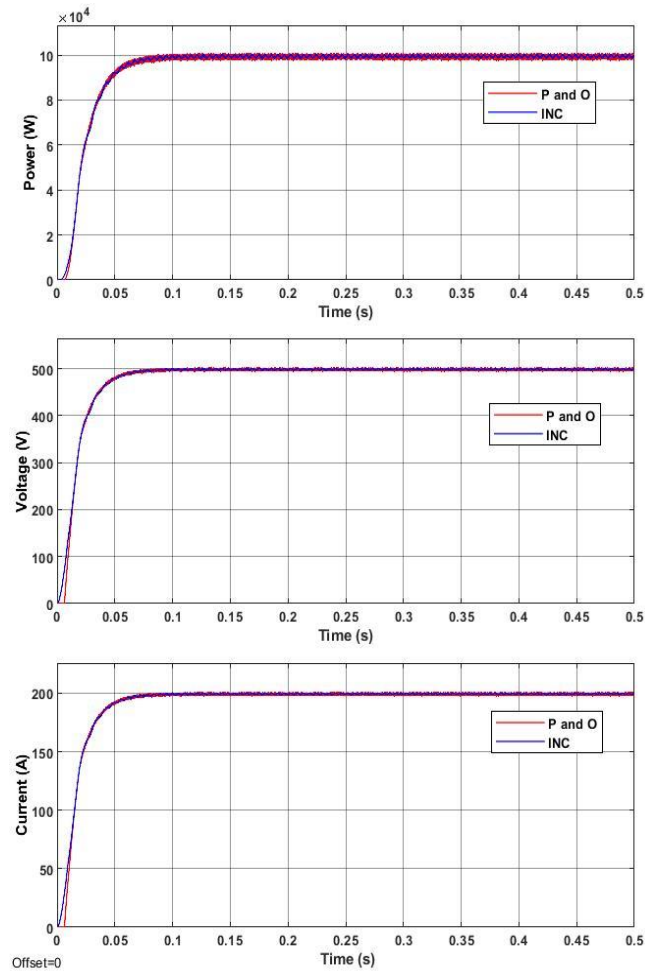 ×10⁴
10
8
6
4
2
0
Power (W)
P and O
INC
0 0.05 0.1 0.15 0.2 0.25 0.3 0.35 0.4 0.45 0.5
Time (s)
500
400
300
200
100
0
Voltage (V)
P and O
INC
0 0.05 0.1 0.15 0.2 0.25 0.3 0.35 0.4 0.45 0.5
Time (s)
200
150
100
50
0
Current (A)
P and O
INC
0 0.05 0.1 0.15 0.2 0.25 0.3 0.35 0.4 0.45 0.5
Time (s)
Offset=0